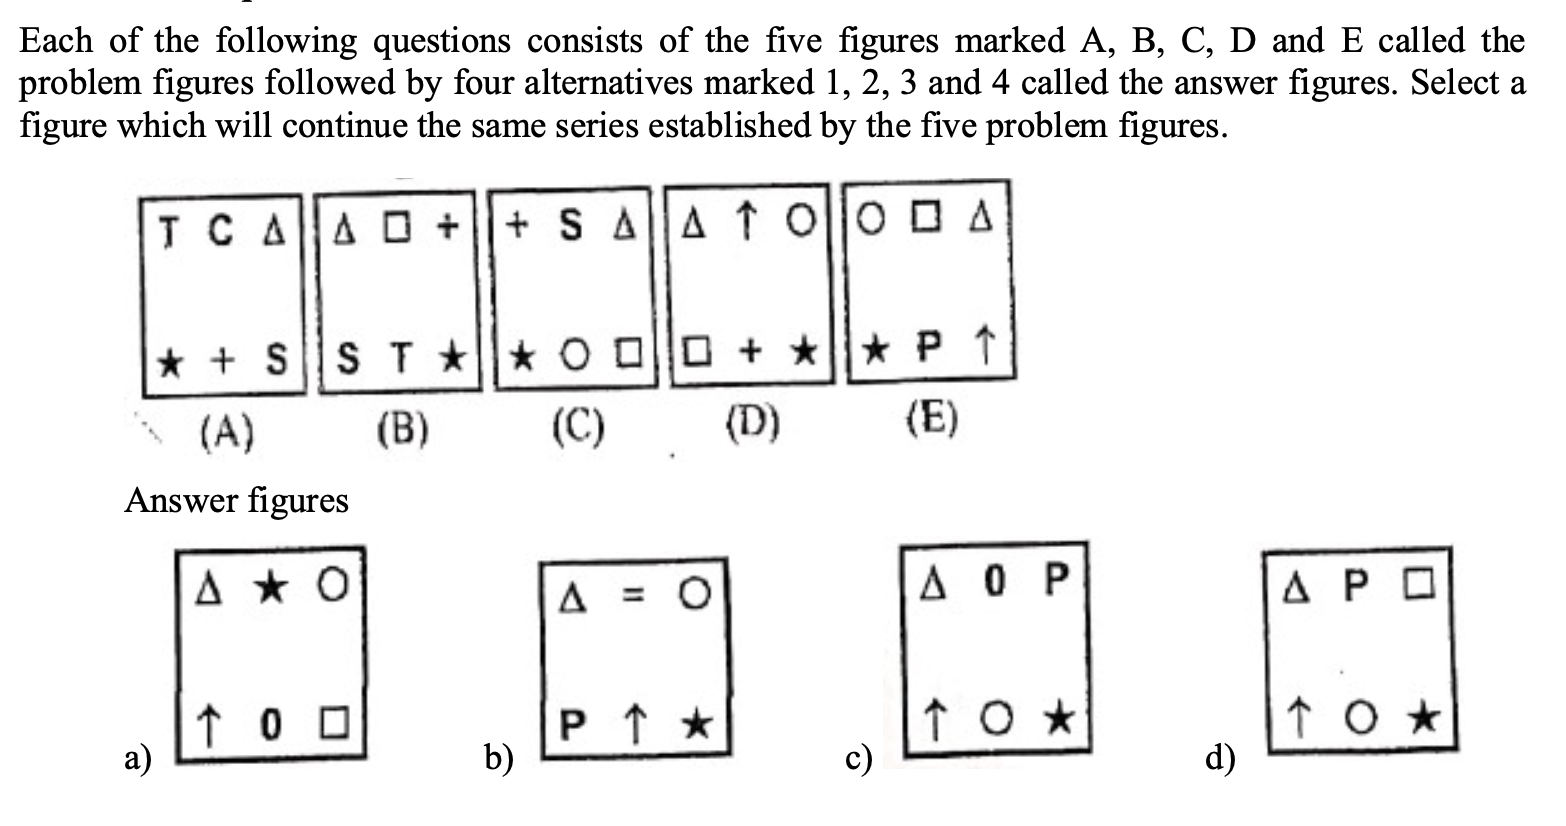 Each of the following questions consists of the five figures marked A, B, C, D and E called the
problem figures followed by four alternatives marked 1, 2, 3 and 4 called the answer figures. Select a
figure which will continue the same series established by the five problem figures.
T C Δ Δ □ + + S Δ Δ ↑ ○ ○ □ Δ
★ + S S T ★ ★ ○ □ □ + ★ ★ P ↑
(A) (B) (C) (D) (E)
Answer figures
Δ ★ ○ Δ = ○ Δ 0 P Δ P □
↑ 0 □ P ↑ ★ ↑ ○ ★ ↑ ○ ★
a) b) c) d)